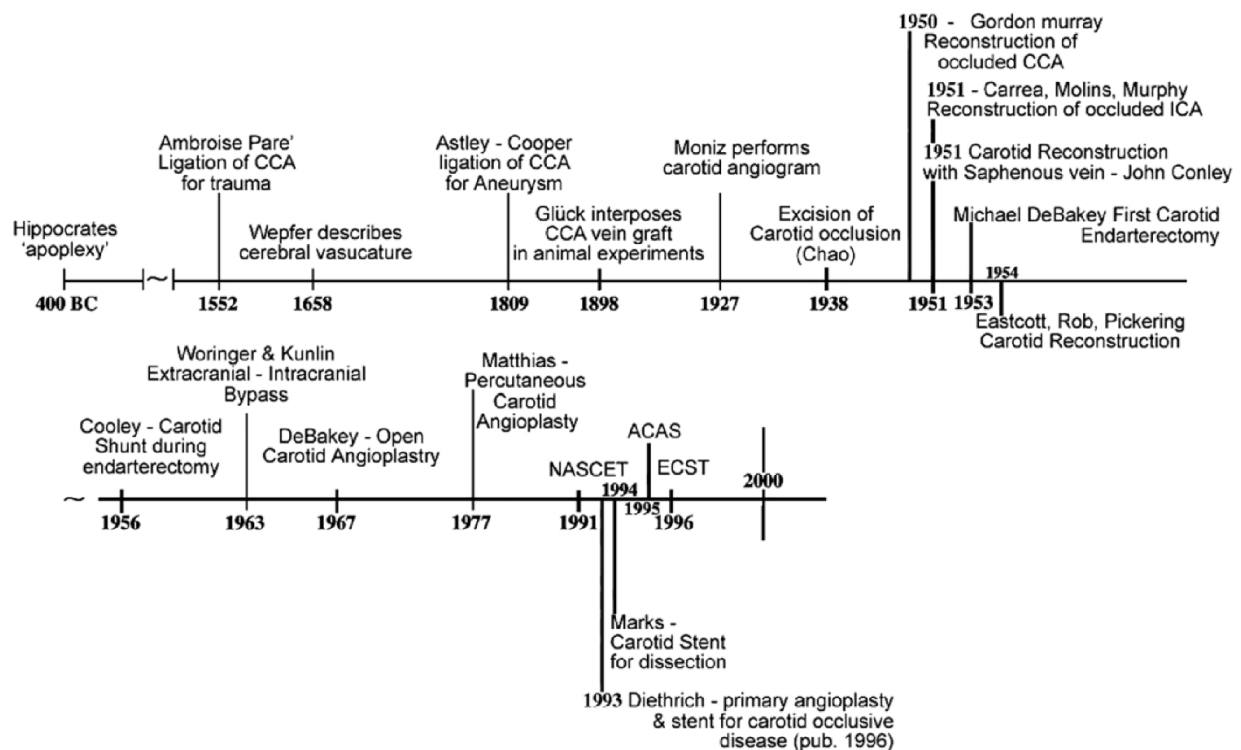 Hippocrates
'apoplexy'
400 BC
~
Ambroise Pare'
Ligation of CCA
for trauma
1552
Wepfer describes
cerebral vasucature
1658
Astley - Cooper
ligation of CCA
for Aneurysm
1809
Glück interposes
CCA vein graft
in animal experiments
1898
Moniz performs
carotid angiogram
1927
Excision of
Carotid occlusion
(Chao)
1938
1950 - Gordon murray
Reconstruction of
occluded CCA
1951 - Carrea, Molins, Murphy
Reconstruction of occluded ICA
1951 Carotid Reconstruction
with Saphenous vein - John Conley
1951
Michael DeBakey First Carotid
Endarterectomy
1953
1954
Eastcott, Rob, Pickering
Carotid Reconstruction
~
Cooley - Carotid
Shunt during
endarterectomy
1956
Woringer & Kunlin
Extracranial - Intracranial
Bypass
1963
DeBakey - Open
Carotid Angioplastry
1967
Matthias -
Percutaneous
Carotid
Angioplasty
1977
NASCET
1991
1993 Diethrich - primary angioplasty
& stent for carotid occlusive
disease (pub. 1996)
1994
Marks -
Carotid Stent
for dissection
ACAS
1995
ECST
1996
2000